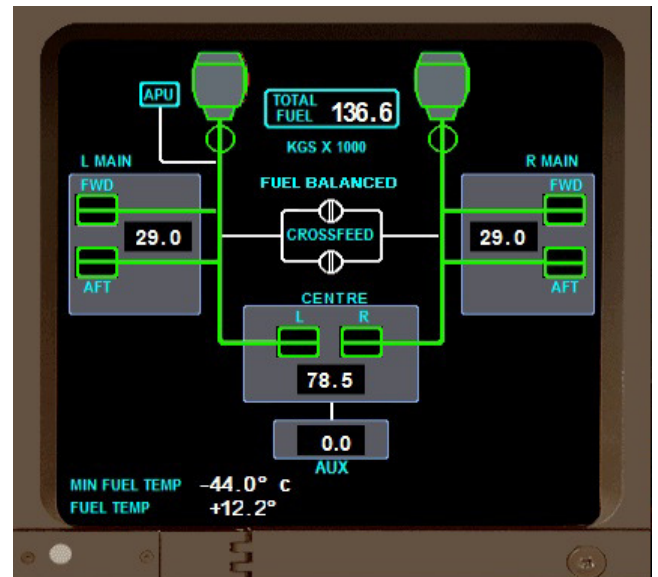 APU
TOTAL
FUEL 136.6
KGS X 1000
L MAIN
R MAIN
FUEL BALANCED
FWD
FWD
29.0
CROSSFEED
29.0
AFT
AFT
CENTRE
L R
78.5
0.0
AUX
MIN FUEL TEMP -44.0° c
FUEL TEMP +12.2°